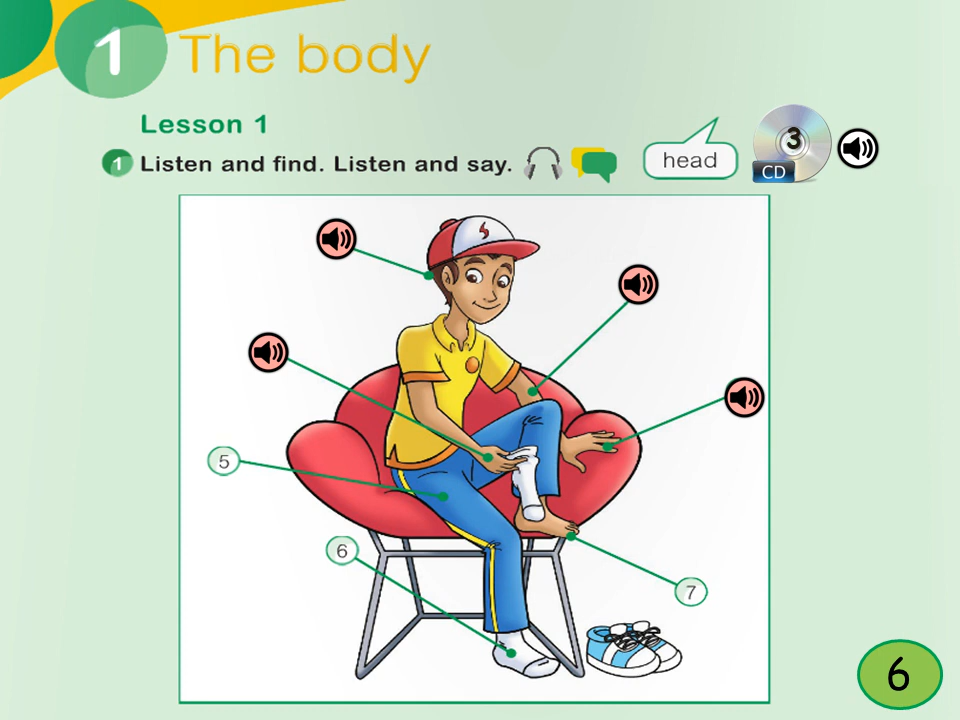 1 The body
Lesson 1
1 Listen and find. Listen and say.
head
3
CD
5
6
7
6